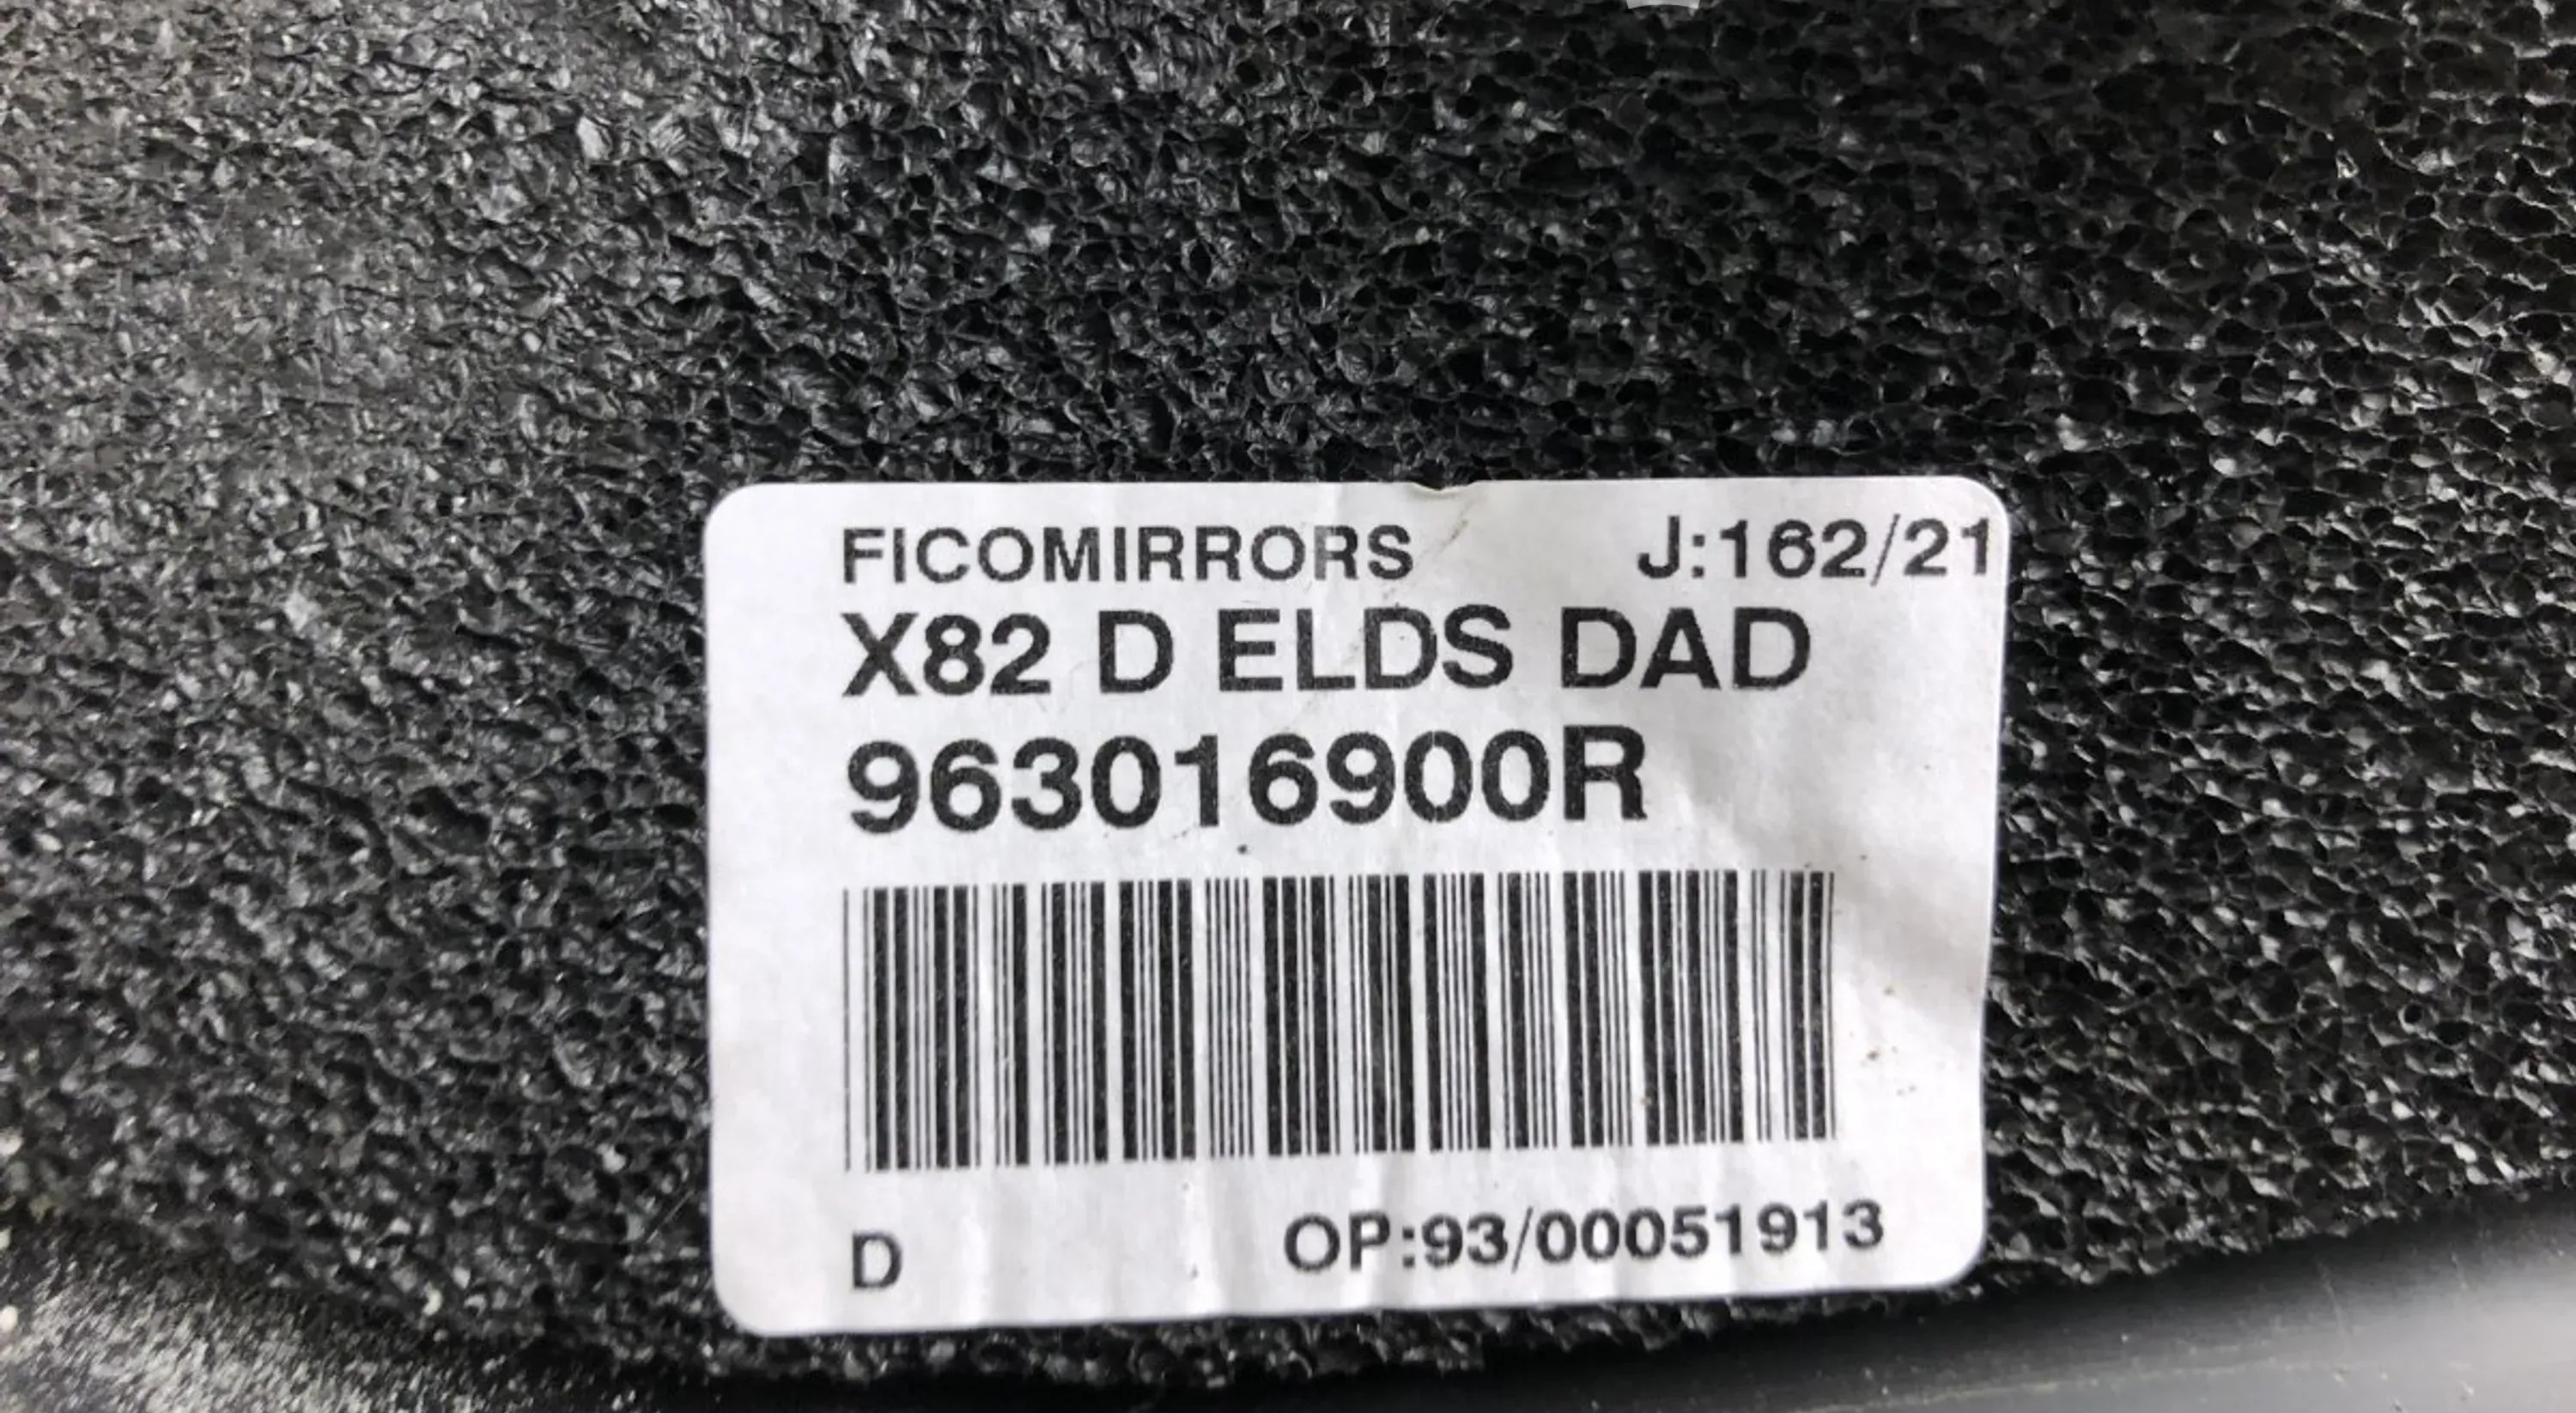 FICOMIRRORS J:162/21
X82 D ELDS DAD
963016900R
D OP:93/00051913